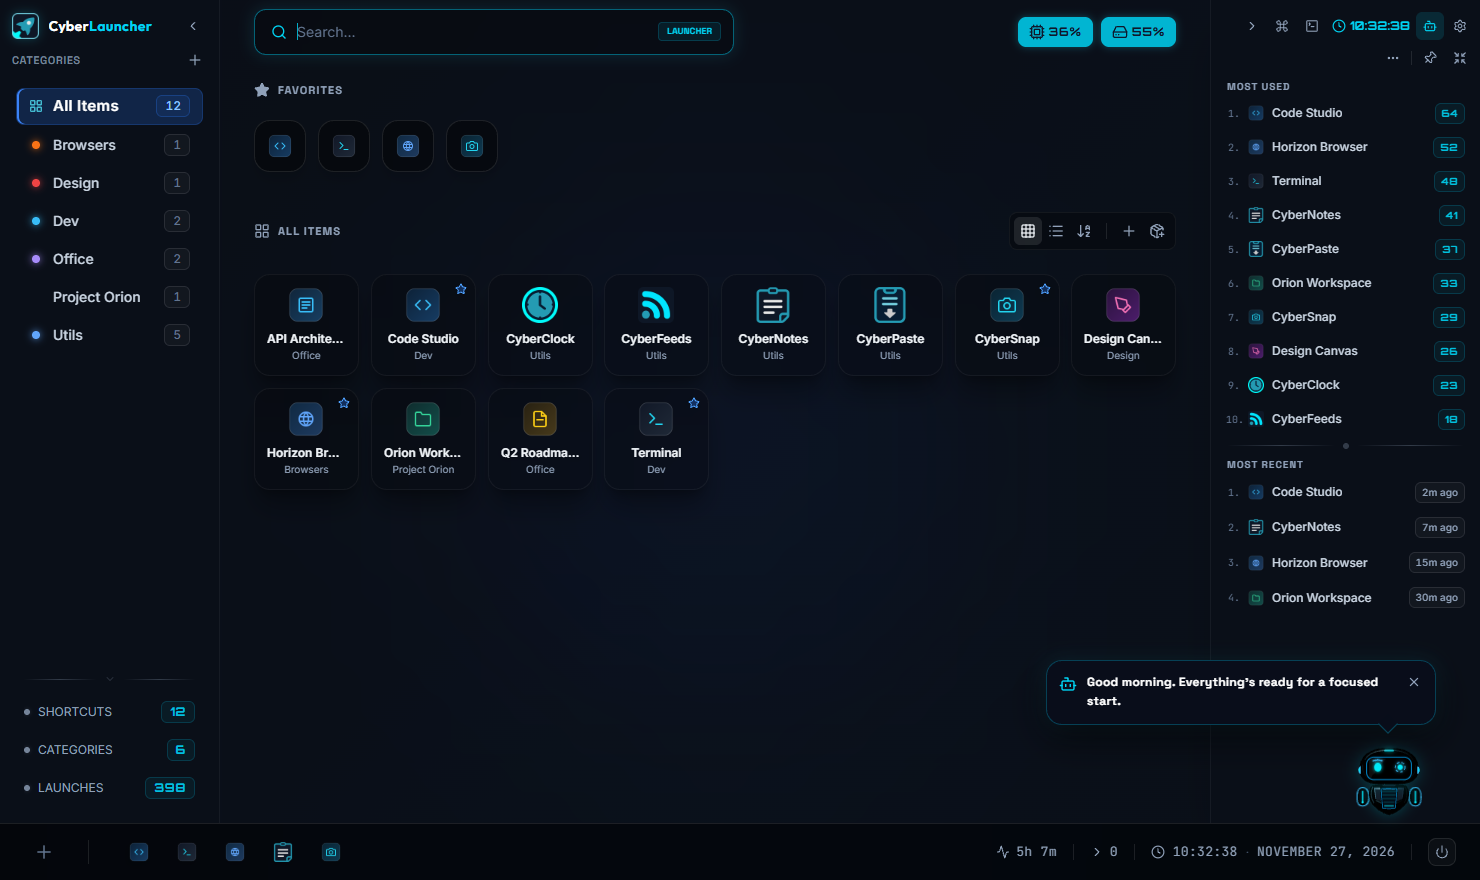 CyberLauncher
CATEGORIES
All Items 12
Browsers 1
Design 1
Dev 2
Office 2
Project Orion 1
Utils 5
SHORTCUTS 12
CATEGORIES 6
LAUNCHES 398
Search...
LAUNCHER
36%
55%
FAVORITES
ALL ITEMS
API Archite...
Office
Code Studio
Dev
CyberClock
Utils
CyberFeeds
Utils
CyberNotes
Utils
CyberPaste
Utils
CyberSnap
Utils
Design Can...
Design
Horizon Br...
Browsers
Orion Work...
Project Orion
Q2 Roadma...
Office
Terminal
Dev
10:32:38
MOST USED
1. Code Studio 64
2. Horizon Browser 52
3. Terminal 48
4. CyberNotes 41
5. CyberPaste 37
6. Orion Workspace 33
7. CyberSnap 29
8. Design Canvas 26
9. CyberClock 23
10. CyberFeeds 18
MOST RECENT
1. Code Studio 2m ago
2. CyberNotes 7m ago
3. Horizon Browser 15m ago
4. Orion Workspace 30m ago
Good morning. Everything's ready for a focused
start.
5h 7m
0
10:32:38 · NOVEMBER 27, 2026